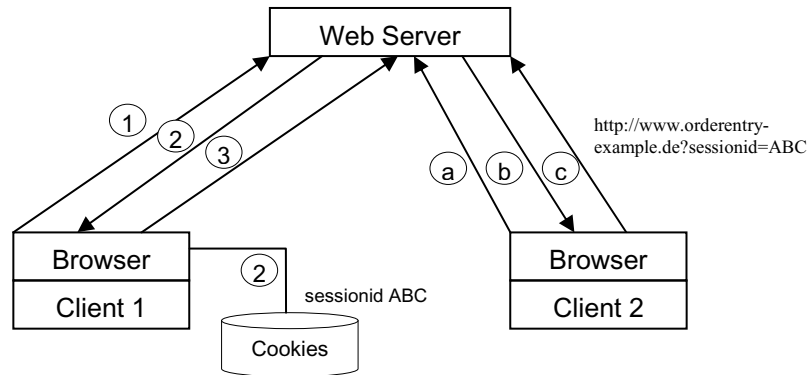 Web Server
1
2
3
a
b
c
http://www.orderentry-
example.de?sessionid=ABC
Browser
Client 1
2
sessionid ABC
Cookies
Browser
Client 2